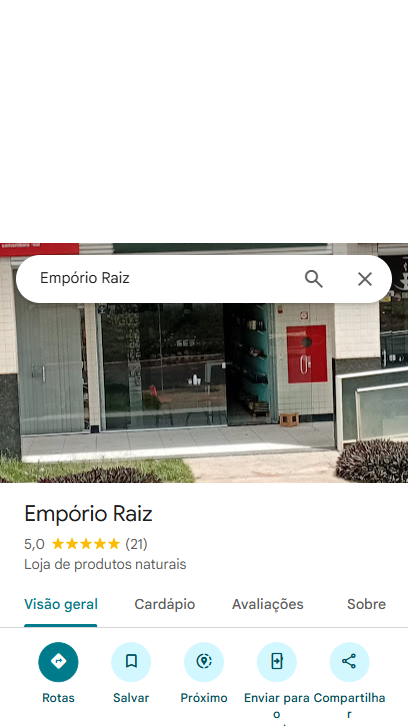 Empório Raiz
Empório Raiz
5,0 (21)
Loja de produtos naturais
Visão geral
Cardápio
Avaliações
Sobre
Rotas
Salvar
Próximo
Enviar para
o
Compartilha
r